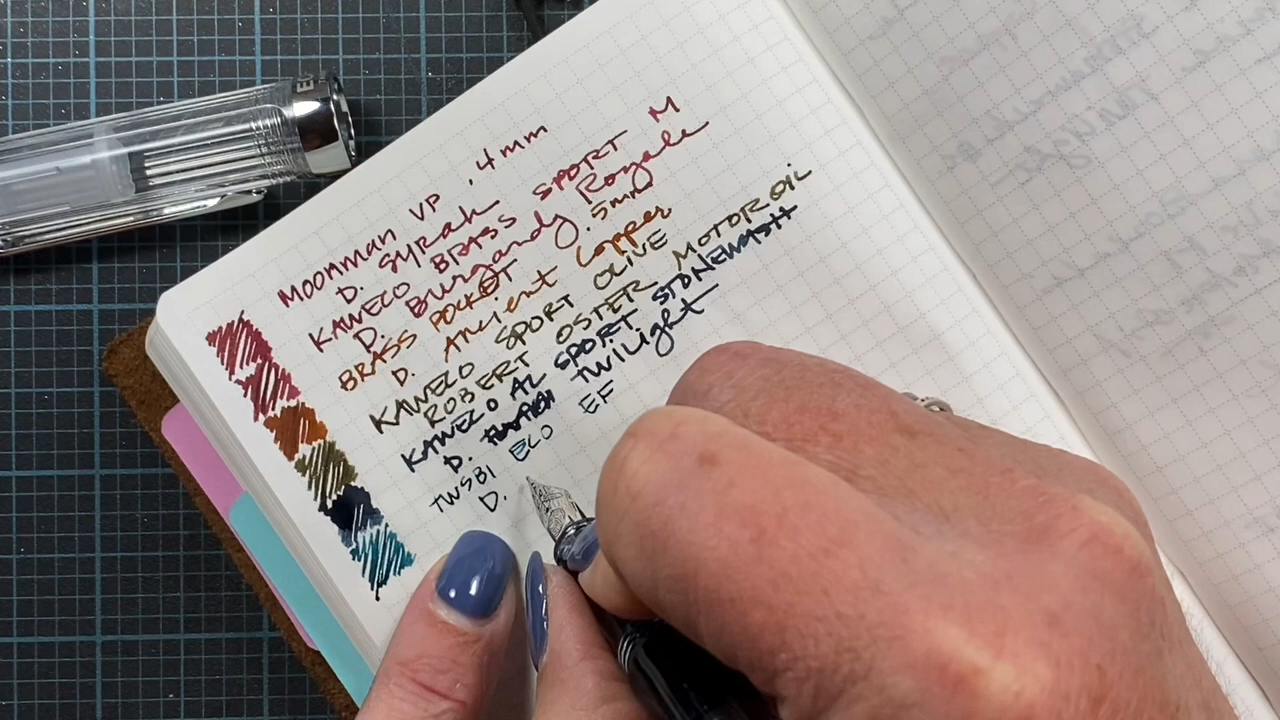 MOONMAN VP .4mm
D. SYRAH
KAWECO BRASS SPORT M
D. Burgandy Royale
BRASS POCKET .5mm
D. Ancient Copper
KAWECO SPORT OLIVE
ROBERT OSTER MOTOR OIL
KAWECO AL SPORT STONEWASH
D. TWILIGHT
TWSBI ECO EF
D.